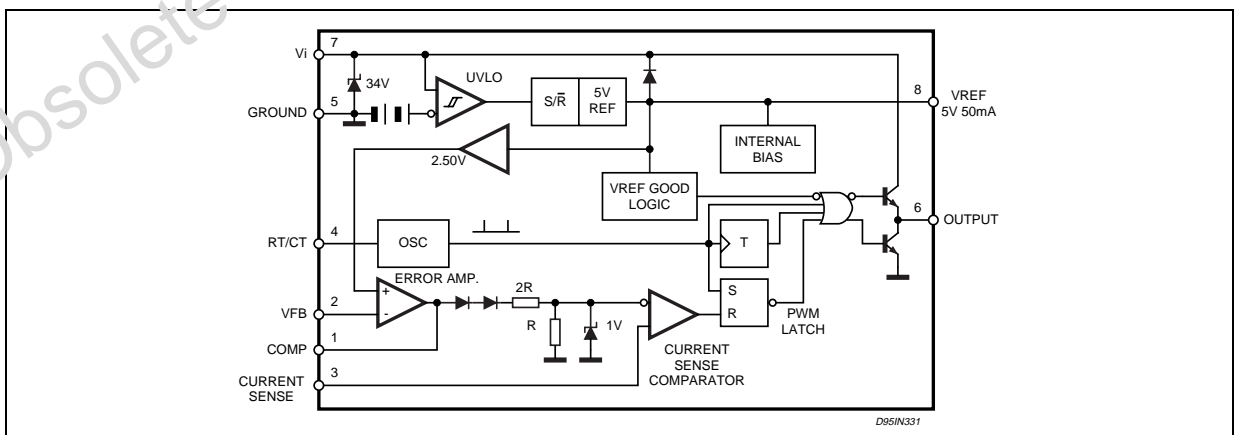 Obsolete
Vi
7
34V
UVLO
S/R̅
5V
REF
8
VREF
5V 50mA
GROUND
5
2.50V
INTERNAL
BIAS
VREF GOOD
LOGIC
6
OUTPUT
RT/CT
4
OSC
T
ERROR AMP.
+
-
VFB
2
2R
R
1V
S
R
PWM
LATCH
COMP
1
CURRENT
SENSE
COMPARATOR
CURRENT
SENSE
3
D95IN331